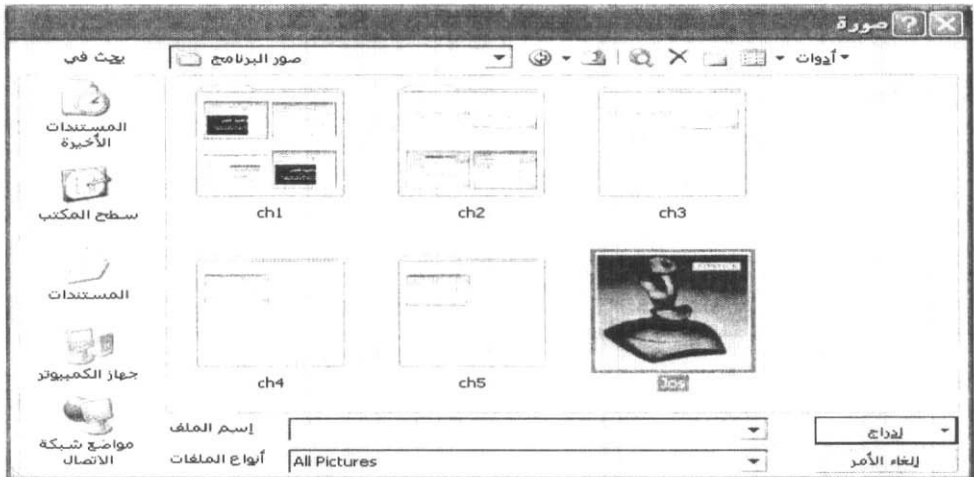 صورة
يبحث في
صور البرنامج
أدوات
المستندات
الأخيرة
سطح المكتب
المستندات
جهاز الكمبيوتر
مواضع شبكة
الاتصال
ch1
ch2
ch3
ch4
ch5
Jos
إسم الملف
إدراج
أنواع الملفات
All Pictures
إلغاء الأمر